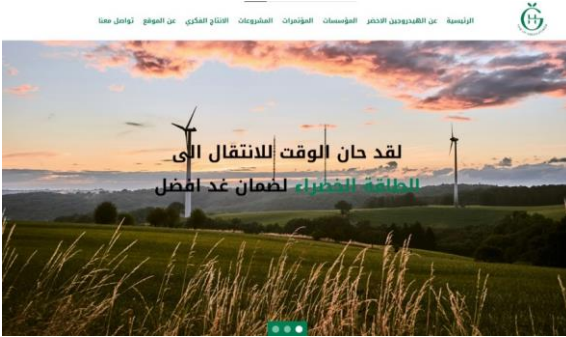 الرئيسية عن الهيدروجين الاخضر المؤسسات المؤتمرات المشروعات الانتاج الفكري عن الموقع تواصل معنا
لقد حان الوقت للانتقال الى
الطاقة الخضراء لضمان غد افضل